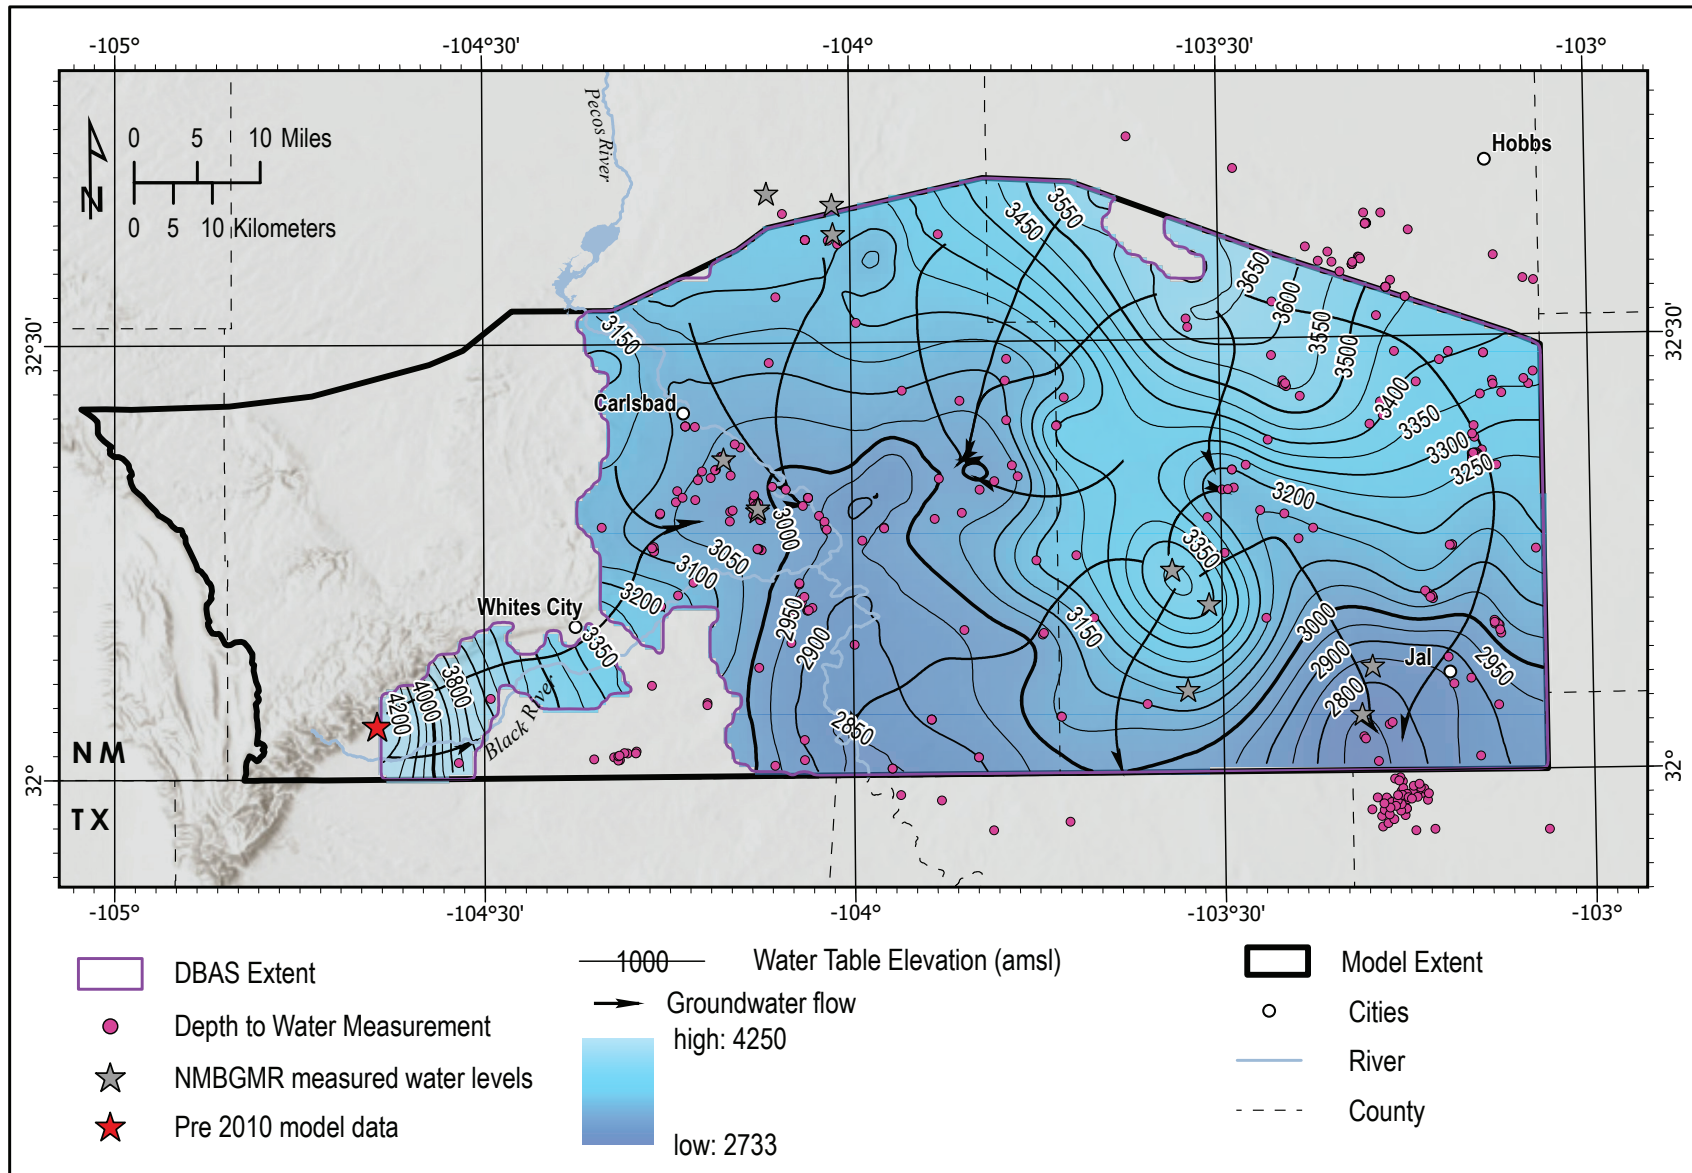 -105°
-104°30'
-104°
-103°30'
-103°
Pecos River
0 5 10 Miles
0 5 10 Kilometers
N
Hobbs
3450
3550
3650
3600
3550
3500
3400
3350
3300
3250
3200
32°30'
32°30'
3150
Carlsbad
3000
3050
3100
3200
3350
3150
Whites City
3350
2950
2900
2850
3000
2900
2800
2950
Jal
3800
4000
4200
Black River
NM
TX
32°
32°
-105°
-104°30'
-104°
-103°30'
-103°
DBAS Extent
Depth to Water Measurement
NMBGMR measured water levels
Pre 2010 model data
1000 Water Table Elevation (amsl)
Groundwater flow
high: 4250
low: 2733
Model Extent
Cities
River
County